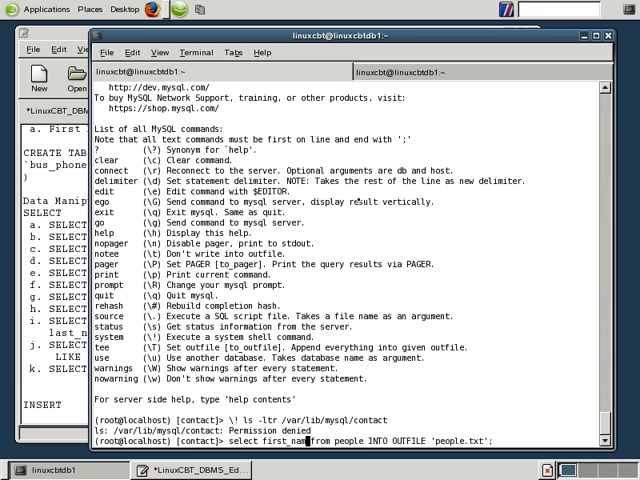 Applications Places Desktop
linuxcbt@linuxcbtdb1:~
File Edit View Terminal Tabs Help
linuxcbt@linuxcbtdb1:~ linuxcbt@linuxcbtdb1:~
http://dev.mysql.com/
To buy MySQL Network Support, training, or other products, visit:
https://shop.mysql.com/
List of all MySQL commands:
Note that all text commands must be first on line and end with ';'
? (\?) Synonym for `help'.
clear (\c) Clear command.
connect (\r) Reconnect to the server. Optional arguments are db and host.
delimiter (\d) Set statement delimiter. NOTE: Takes the rest of the line as new delimiter.
edit (\e) Edit command with $EDITOR.
ego (\G) Send command to mysql server, display result vertically.
exit (\q) Exit mysql. Same as quit.
go (\g) Send command to mysql server.
help (\h) Display this help.
nopager (\n) Disable pager, print to stdout.
notee (\t) Don't write into outfile.
pager (\P) Set PAGER [to_pager]. Print the query results via PAGER.
print (\p) Print current command.
prompt (\R) Change your mysql prompt.
quit (\q) Quit mysql.
rehash (\#) Rebuild completion hash.
source (\.) Execute a SQL script file. Takes a file name as an argument.
status (\s) Get status information from the server.
system (\!) Execute a system shell command.
tee (\T) Set outfile [to_outfile]. Append everything into given outfile.
use (\u) Use another database. Takes database name as argument.
warnings (\W) Show warnings after every statement.
nowarning (\w) Don't show warnings after every statement.
For server side help, type 'help contents'
(root@localhost) [contact]> \! ls -ltr /var/lib/mysql/contact
ls: /var/lib/mysql/contact: Permission denied
(root@localhost) [contact]> select first_nam from people INTO OUTFILE 'people.txt';
File Edit
New Open
*LinuxCBT_DBM
a. First
CREATE TAB
`bus_phone
)
Data Manip
SELECT
a. SELECT
b. SELECT
c. SELECT
d. SELECT
e. SELECT
f. SELECT
g. SELECT
h. SELECT
i. SELECT
last_n
j. SELECT
LIKE
k. SELECT
INSERT
linuxcbtdb1 *LinuxCBT_DBMS_Ed...